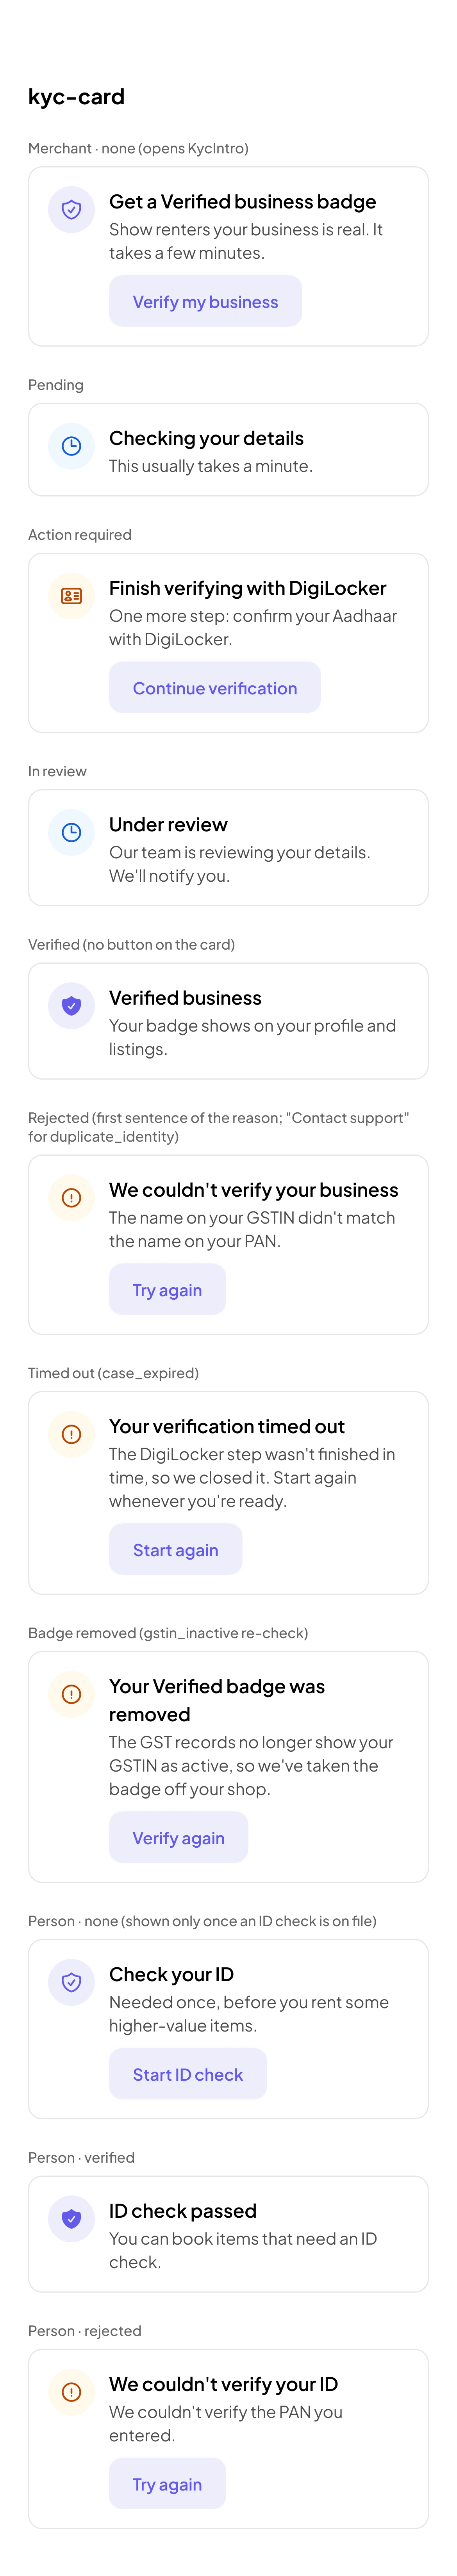 kyc-card
Merchant · none (opens KycIntro)
Get a Verified business badge
Show renters your business is real. It
takes a few minutes.
Verify my business
Pending
Checking your details
This usually takes a minute.
Action required
Finish verifying with DigiLocker
One more step: confirm your Aadhaar
with DigiLocker.
Continue verification
In review
Under review
Our team is reviewing your details.
We'll notify you.
Verified (no button on the card)
Verified business
Your badge shows on your profile and
listings.
Rejected (first sentence of the reason; "Contact support"
for duplicate_identity)
We couldn't verify your business
The name on your GSTIN didn't match
the name on your PAN.
Try again
Timed out (case_expired)
Your verification timed out
The DigiLocker step wasn't finished in
time, so we closed it. Start again
whenever you're ready.
Start again
Badge removed (gstin_inactive re-check)
Your Verified badge was
removed
The GST records no longer show your
GSTIN as active, so we've taken the
badge off your shop.
Verify again
Person · none (shown only once an ID check is on file)
Check your ID
Needed once, before you rent some
higher-value items.
Start ID check
Person · verified
ID check passed
You can book items that need an ID
check.
Person · rejected
We couldn't verify your ID
We couldn't verify the PAN you
entered.
Try again